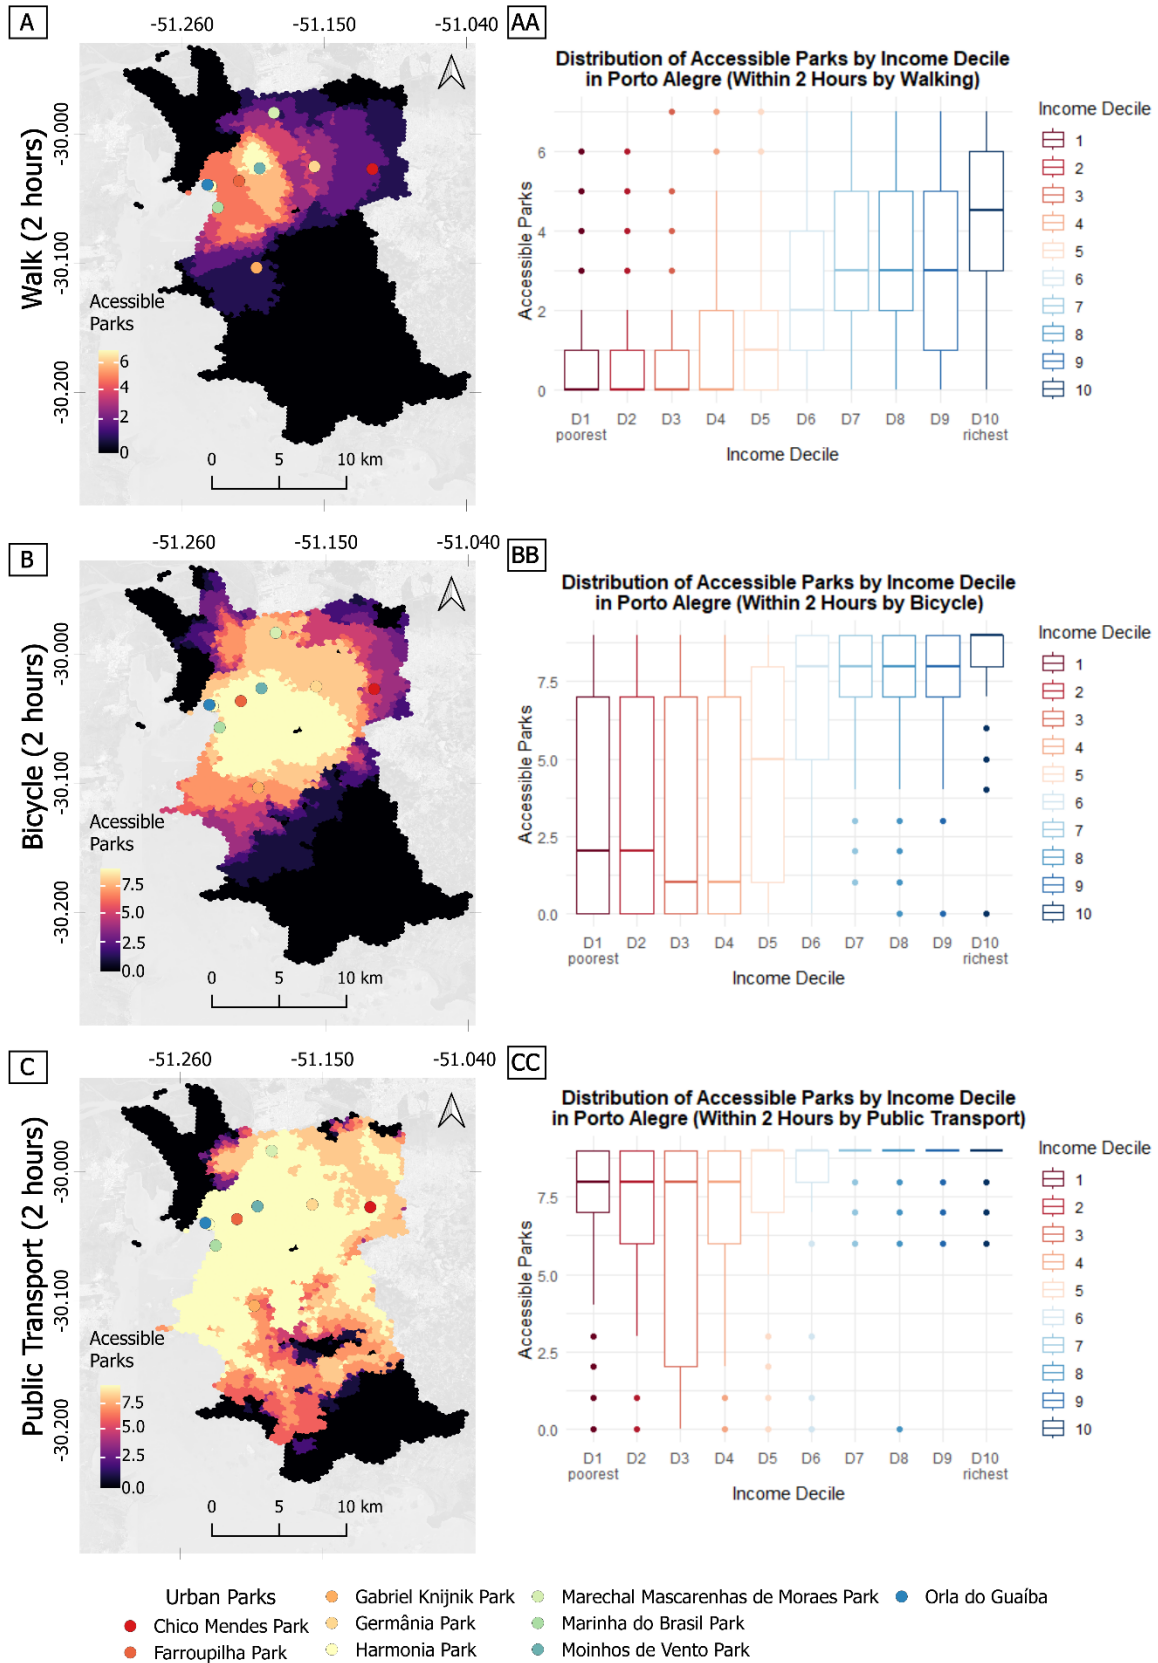 A
-51.260
-51.150
-51.040
-30.000
-30.100
-30.200
Walk (2 hours)
Acessible
Parks
6
4
2
0
0
5
10 km
AA
Distribution of Accessible Parks by Income Decile
in Porto Alegre (Within 2 Hours by Walking)
Accessible Parks
6
4
2
0
D1
poorest
D2
D3
D4
D5
D6
D7
D8
D9
D10
richest
Income Decile
Income Decile
1
2
3
4
5
6
7
8
9
10
B
-51.260
-51.150
-51.040
-30.000
-30.100
-30.200
Bicycle (2 hours)
Acessible
Parks
7.5
5.0
2.5
0.0
0
5
10 km
BB
Distribution of Accessible Parks by Income Decile
in Porto Alegre (Within 2 Hours by Bicycle)
Accessible Parks
7.5
5.0
2.5
0.0
D1
poorest
D2
D3
D4
D5
D6
D7
D8
D9
D10
richest
Income Decile
Income Decile
1
2
3
4
5
6
7
8
9
10
C
-51.260
-51.150
-51.040
-30.000
-30.100
-30.200
Public Transport (2 hours)
Acessible
Parks
7.5
5.0
2.5
0.0
0
5
10 km
CC
Distribution of Accessible Parks by Income Decile
in Porto Alegre (Within 2 Hours by Public Transport)
Accessible Parks
7.5
5.0
2.5
0.0
D1
poorest
D2
D3
D4
D5
D6
D7
D8
D9
D10
richest
Income Decile
Income Decile
1
2
3
4
5
6
7
8
9
10
Urban Parks
Chico Mendes Park
Farroupilha Park
Gabriel Knijnik Park
Germânia Park
Harmonia Park
Marechal Mascarenhas de Moraes Park
Marinha do Brasil Park
Moinhos de Vento Park
Orla do Guaíba